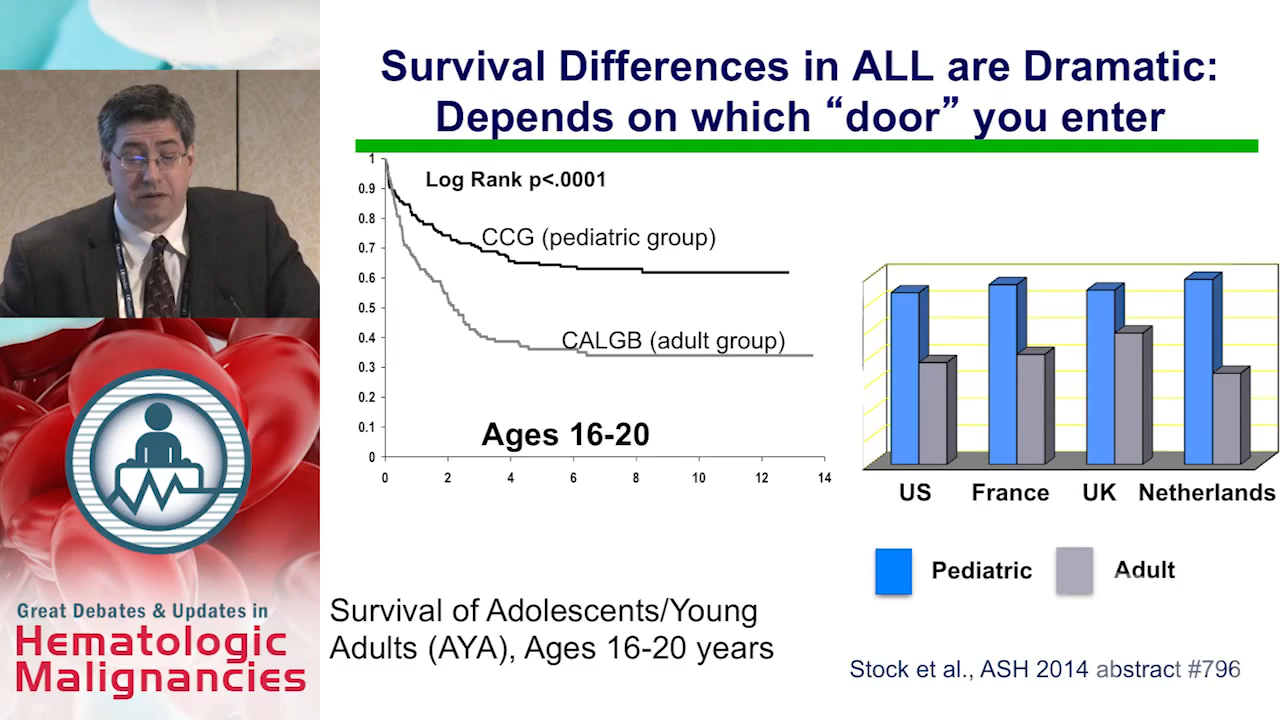 Survival Differences in ALL are Dramatic:
Depends on which “door” you enter
1
0.9
0.8
0.7
0.6
0.5
0.4
0.3
0.2
0.1
0
Log Rank p<.0001
CCG (pediatric group)
CALGB (adult group)
Ages 16-20
0 2 4 6 8 10 12 14
US France UK Netherlands
Pediatric Adult
Survival of Adolescents/Young
Adults (AYA), Ages 16-20 years
Stock et al., ASH 2014 abstract #796
Great Debates & Updates in
Hematologic
Malignancies